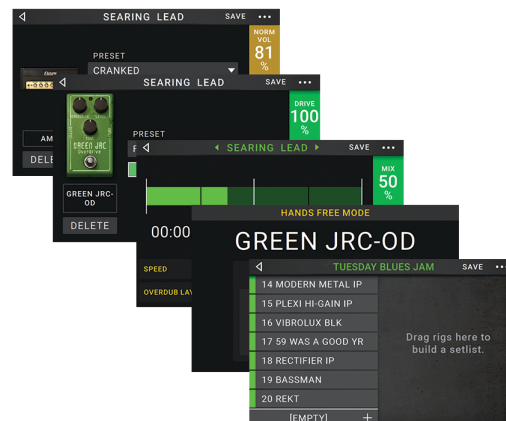 SEARING LEAD
SAVE
NORM
VOL
81
%
PRESET
CRANKED
AM
DELE
SEARING LEAD
SAVE
DRIVE
100
%
GREEN JRC
Overdrive
PRESET
GREEN JRC-
OD
DELETE
SEARING LEAD
SAVE
MIX
50
%
00:00
SPEED
OVERDUB LAY
HANDS FREE MODE
GREEN JRC-OD
TUESDAY BLUES JAM
SAVE
14 MODERN METAL IP
15 PLEXI HI-GAIN IP
16 VIBROLUX BLK
17 59 WAS A GOOD YR
18 RECTIFIER IP
19 BASSMAN
20 REKT
[EMPTY] +
Drag rigs here to
build a setlist.